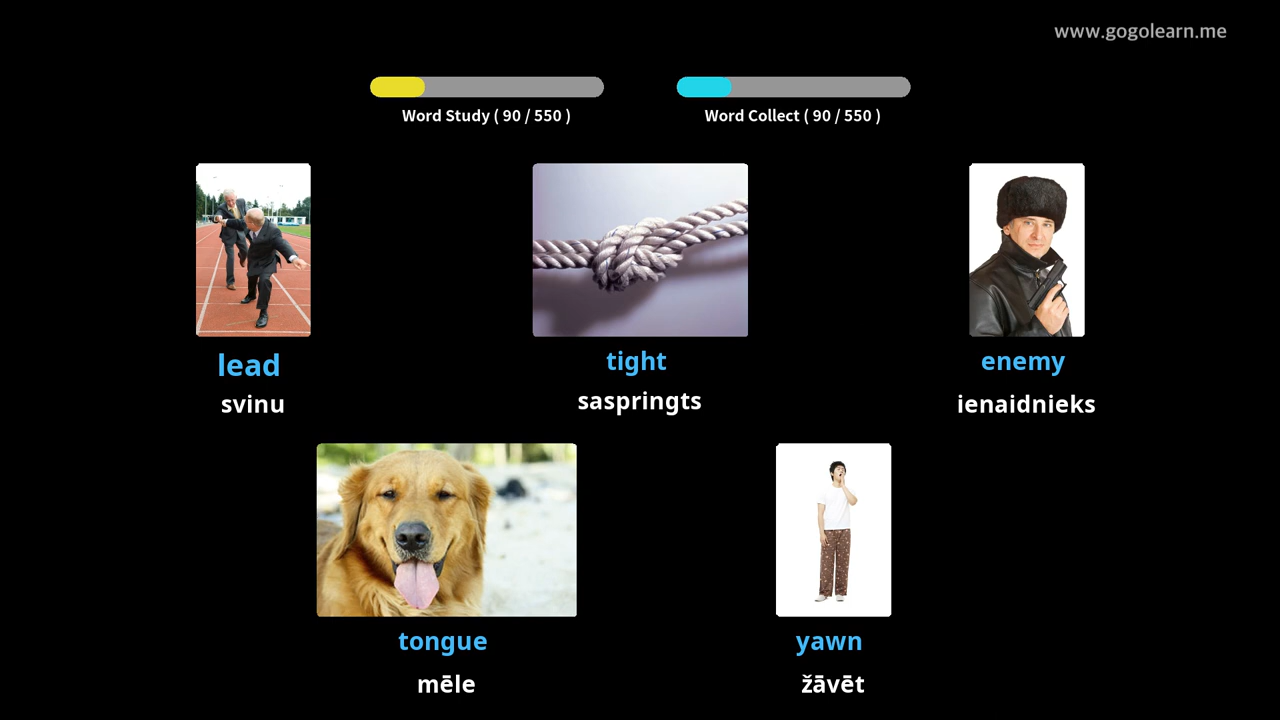 www.gogolearn.me
Word Study ( 90 / 550 )
Word Collect ( 90 / 550 )
lead
svinu
tight
saspringts
enemy
ienaidnieks
tongue
mēle
yawn
žāvēt